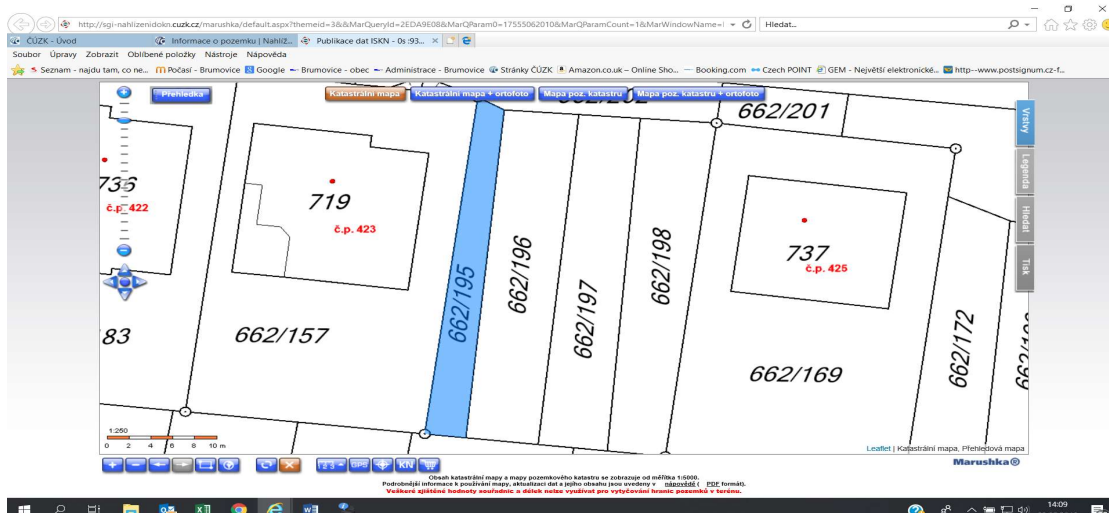 http://sgi-nahlizenidokn.cuzk.cz/marushka/default.aspx?themeid=3&&MarQueryId=2EDA9E08&MarQParam0=17555062010&MarQParamCount=1&MarWindowName=
Hledat...
ČÚZK - Úvod
Informace o pozemku | Nahlíž...
Publikace dat ISKN - 0s :93...
Soubor Úpravy Zobrazit Oblíbené položky Nástroje Nápověda
Seznam - najdu tam, co ne... Počasí - Brumovice Google Brumovice - obec Administrace - Brumovice Stránky ČÚZK Amazon.co.uk – Online Sho... Booking.com Czech POINT GEM - Největší elektronické... http--www.postsignum.cz-f...
Přehledka
Katastrální mapa
Katastrální mapa + ortofoto
Mapa poz. katastru
Mapa poz. katastru + ortofoto
662/201
Vrstvy
Legenda
Hledat
Tisk
736
č.p. 422
719
č.p. 423
662/195
662/196
662/197
662/198
737
č.p. 425
83
662/157
662/169
662/172
1:250
0 2 4 6 8 10 m
Leaflet | Katastrální mapa, Přehledová mapa
GPS
KN
Marushka®
Obsah katastrální mapy a mapy pozemkového katastru se zobrazuje od měřítka 1:5000.
Podrobnější informace k používání mapy, aktualizaci dat a jejího obsahu jsou uvedeny v nápovědě ( PDF formát).
Veškeré zjištěné hodnoty souřadnic a délek nelze využívat pro vytyčování hranic pozemků v terénu.
14:09